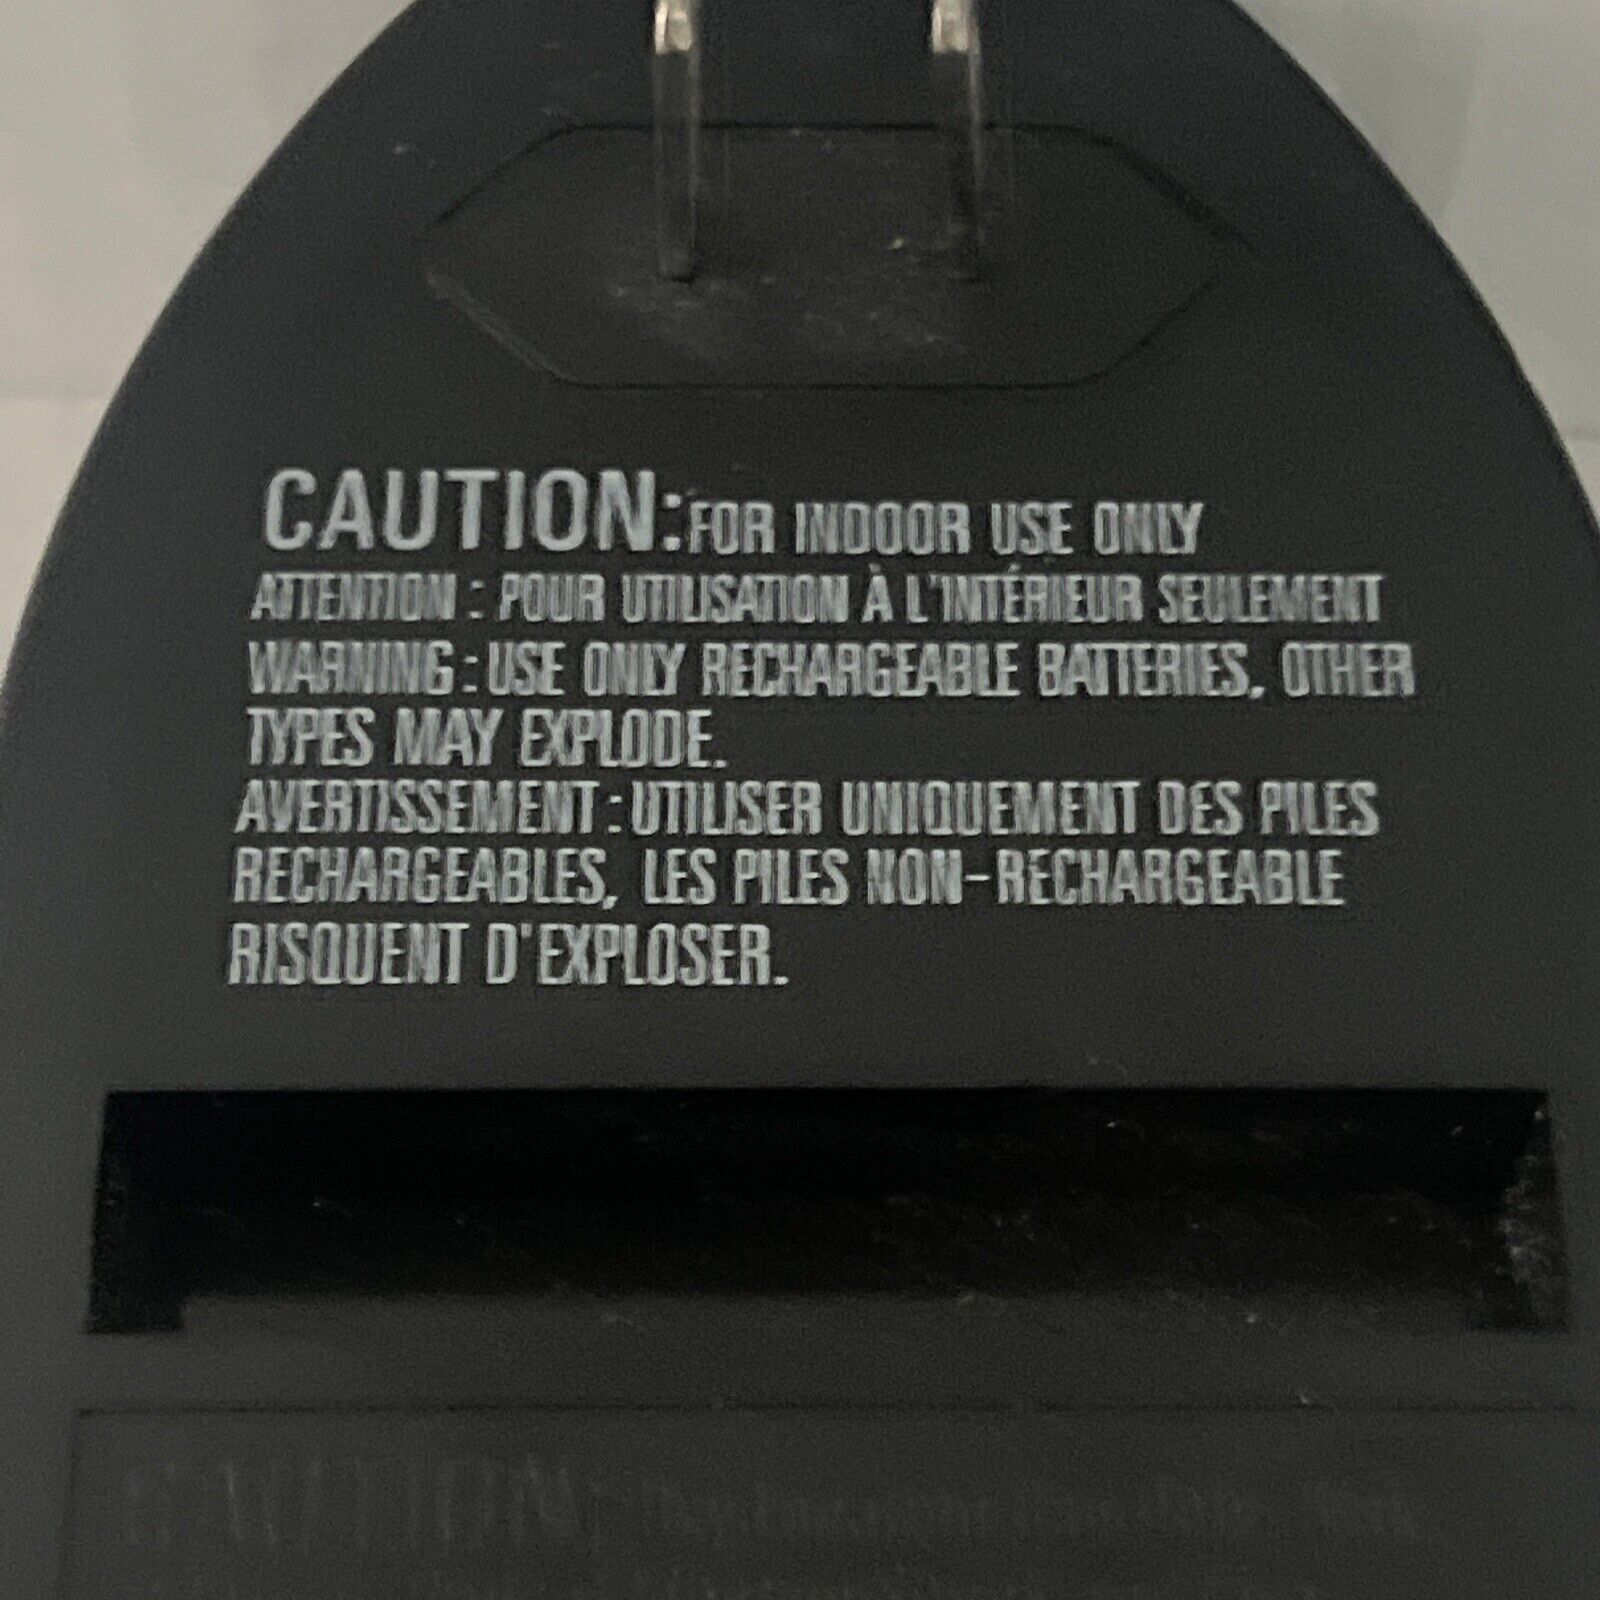 CAUTION:FOR INDOOR USE ONLY
ATTENTION : POUR UTILISATION À L'INTÉRIEUR SEULEMENT
WARNING : USE ONLY RECHARGEABLE BATTERIES, OTHER
TYPES MAY EXPLODE.
AVERTISSEMENT : UTILISER UNIQUEMENT DES PILES
RECHARGEABLES, LES PILES NON-RECHARGEABLE
RISQUENT D'EXPLOSER.
CAUTION: